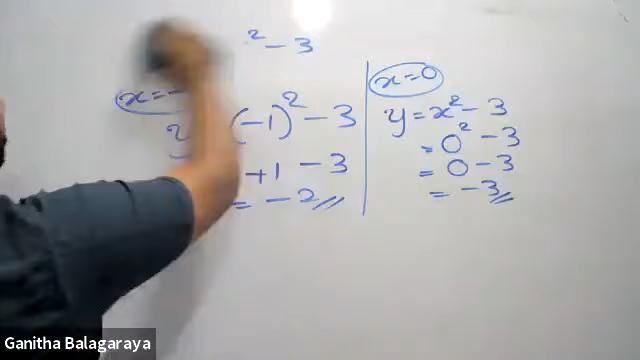 ² - 3
x = -
y (-1)² - 3
+1 - 3
= -2
x = 0
y = x² - 3
= 0² - 3
= 0 - 3
= -3
Ganitha Balagaraya